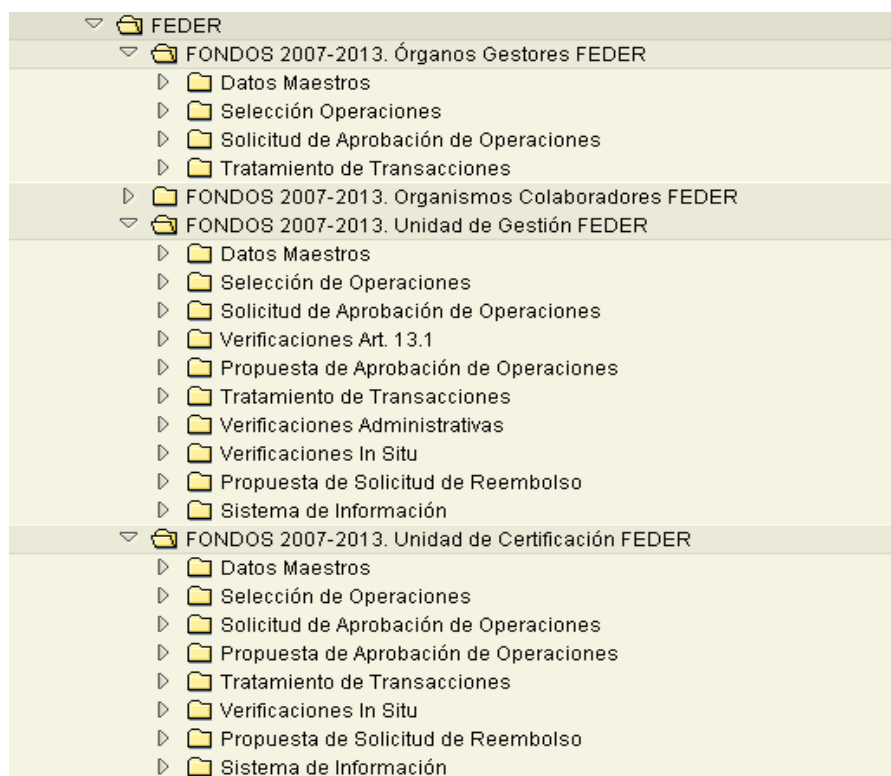 FEDER
FONDOS 2007-2013. Órganos Gestores FEDER
Datos Maestros
Selección Operaciones
Solicitud de Aprobación de Operaciones
Tratamiento de Transacciones
FONDOS 2007-2013. Organismos Colaboradores FEDER
FONDOS 2007-2013. Unidad de Gestión FEDER
Datos Maestros
Selección de Operaciones
Solicitud de Aprobación de Operaciones
Verificaciones Art. 13.1
Propuesta de Aprobación de Operaciones
Tratamiento de Transacciones
Verificaciones Administrativas
Verificaciones In Situ
Propuesta de Solicitud de Reembolso
Sistema de Información
FONDOS 2007-2013. Unidad de Certificación FEDER
Datos Maestros
Selección de Operaciones
Solicitud de Aprobación de Operaciones
Propuesta de Aprobación de Operaciones
Tratamiento de Transacciones
Verificaciones In Situ
Propuesta de Solicitud de Reembolso
Sistema de Información